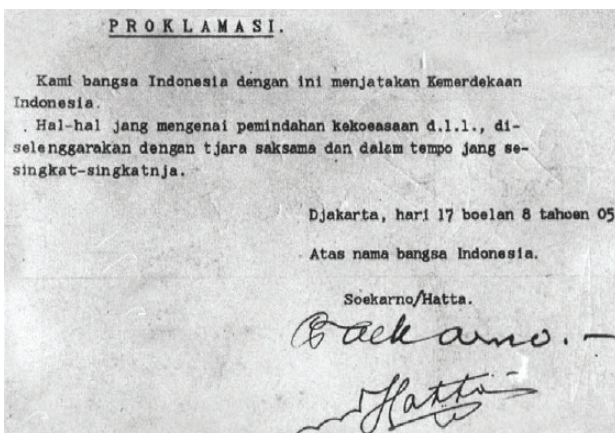 PROKLAMASI.
Kami bangsa Indonesia dengan ini menjatakan Kemerdekaan
Indonesia.
Hal-hal jang mengenai pemindahan kekoeasaan d.l.l., di-
selenggarakan dengan tjara saksama dan dalam tempo jang se-
singkat-singkatnja.
Djakarta, hari 17 boelan 8 tahoen 05
Atas nama bangsa Indonesia.
Soekarno/Hatta.
Soekarno.-
Hatta